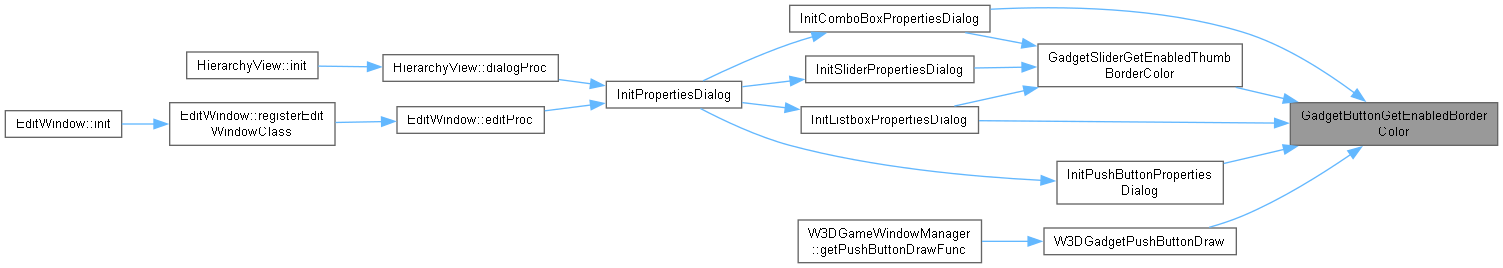 InitComboBoxPropertiesDialog
HierarchyView::init
HierarchyView::dialogProc
InitSliderPropertiesDialog
GadgetSliderGetEnabledThumb
BorderColor
InitPropertiesDialog
EditWindow::init
EditWindow::registerEdit
WindowClass
EditWindow::editProc
InitListboxPropertiesDialog
GadgetButtonGetEnabledBorder
Color
InitPushButtonProperties
Dialog
W3DGameWindowManager
::getPushButtonDrawFunc
W3DGadgetPushButtonDraw